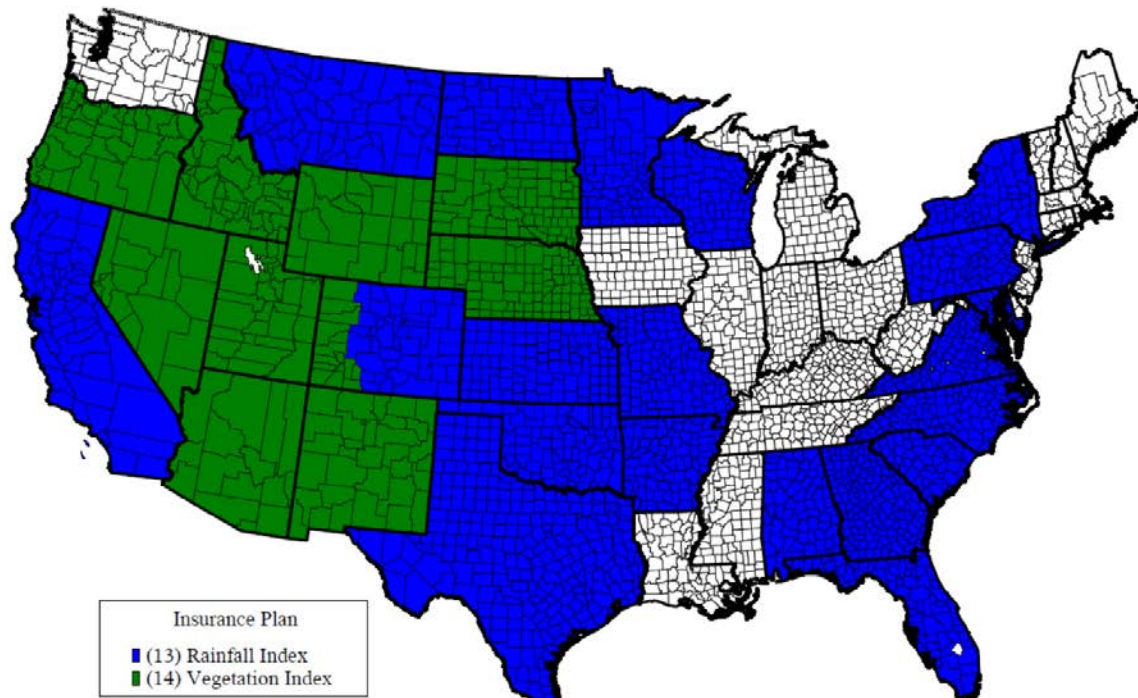 Insurance Plan
(13) Rainfall Index
(14) Vegetation Index